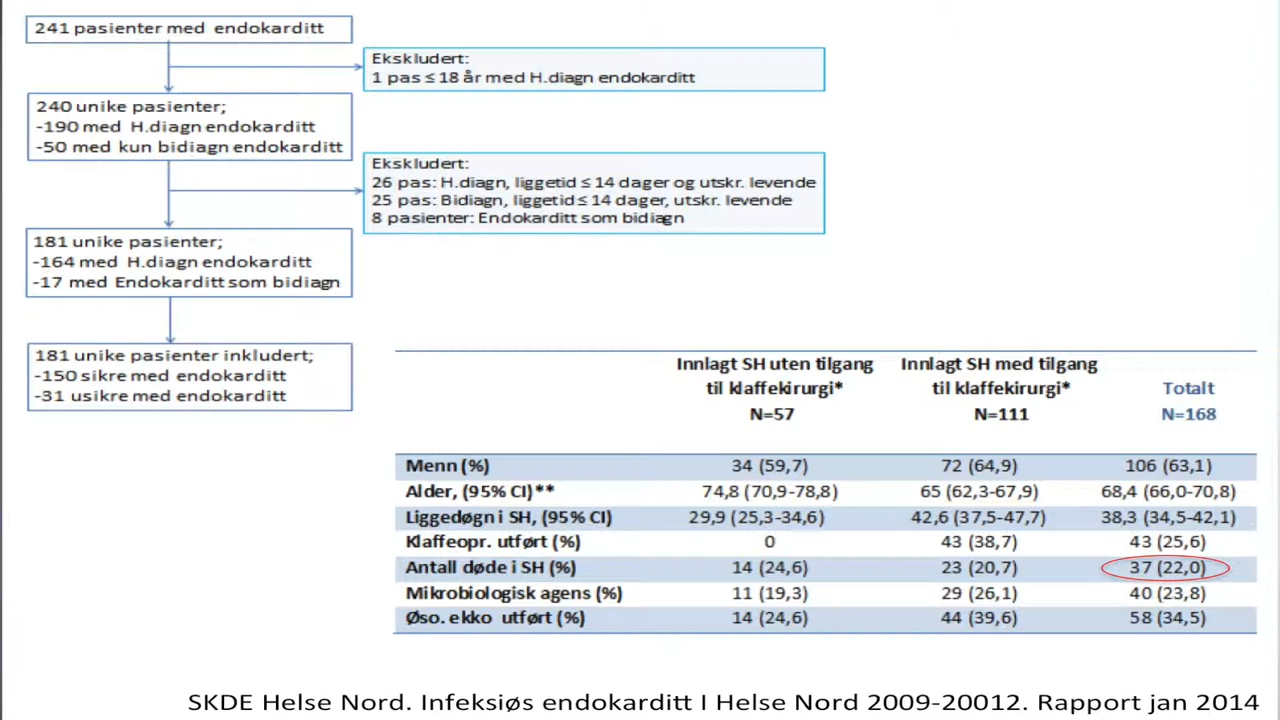 241 pasienter med endokarditt
Ekskludert:
1 pas ≤ 18 år med H.diagn endokarditt
240 unike pasienter;
-190 med H.diagn endokarditt
-50 med kun bidiagn endokarditt
Ekskludert:
26 pas: H.diagn, liggetid ≤ 14 dager og utskr. levende
25 pas: Bidiagn, liggetid ≤ 14 dager, utskr. levende
8 pasienter: Endokarditt som bidiagn
181 unike pasienter;
-164 med H.diagn endokarditt
-17 med Endokarditt som bidiagn
181 unike pasienter inkludert;
-150 sikre med endokarditt
-31 usikre med endokarditt
Innlagt SH uten tilgang Innlagt SH med tilgang
til klaffekirurgi* til klaffekirurgi* Totalt
N=57 N=111 N=168
Menn (%) 34 (59,7) 72 (64,9) 106 (63,1)
Alder, (95% CI)** 74,8 (70,9-78,8) 65 (62,3-67,9) 68,4 (66,0-70,8)
Liggedøgn i SH, (95% CI) 29,9 (25,3-34,6) 42,6 (37,5-47,7) 38,3 (34,5-42,1)
Klaffeopr. utført (%) 0 43 (38,7) 43 (25,6)
Antall døde i SH (%) 14 (24,6) 23 (20,7) 37 (22,0)
Mikrobiologisk agens (%) 11 (19,3) 29 (26,1) 40 (23,8)
Øso. ekko utført (%) 14 (24,6) 44 (39,6) 58 (34,5)
SKDE Helse Nord. Infeksiøs endokarditt I Helse Nord 2009-20012. Rapport jan 2014